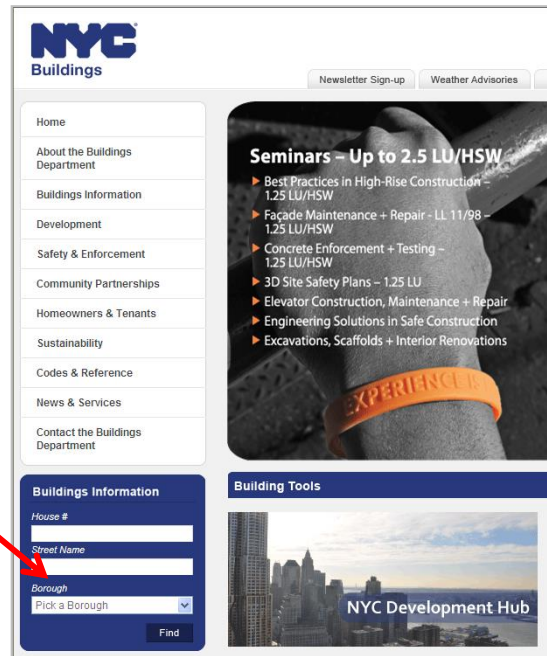 NYC
Buildings
Newsletter Sign-up
Weather Advisories
Home
About the Buildings
Department
Buildings Information
Development
Safety & Enforcement
Community Partnerships
Homeowners & Tenants
Sustainability
Codes & Reference
News & Services
Contact the Buildings
Department
Seminars – Up to 2.5 LU/HSW
Best Practices in High-Rise Construction –
1.25 LU/HSW
Façade Maintenance + Repair - LL 11/98 –
1.25 LU/HSW
Concrete Enforcement + Testing –
1.25 LU/HSW
3D Site Safety Plans – 1.25 LU
Elevator Construction, Maintenance + Repair
Engineering Solutions in Safe Construction
Excavations, Scaffolds + Interior Renovations
EXPERIENCE IS
Buildings Information
House #
Street Name
Borough
Pick a Borough
Find
Building Tools
NYC Development Hub